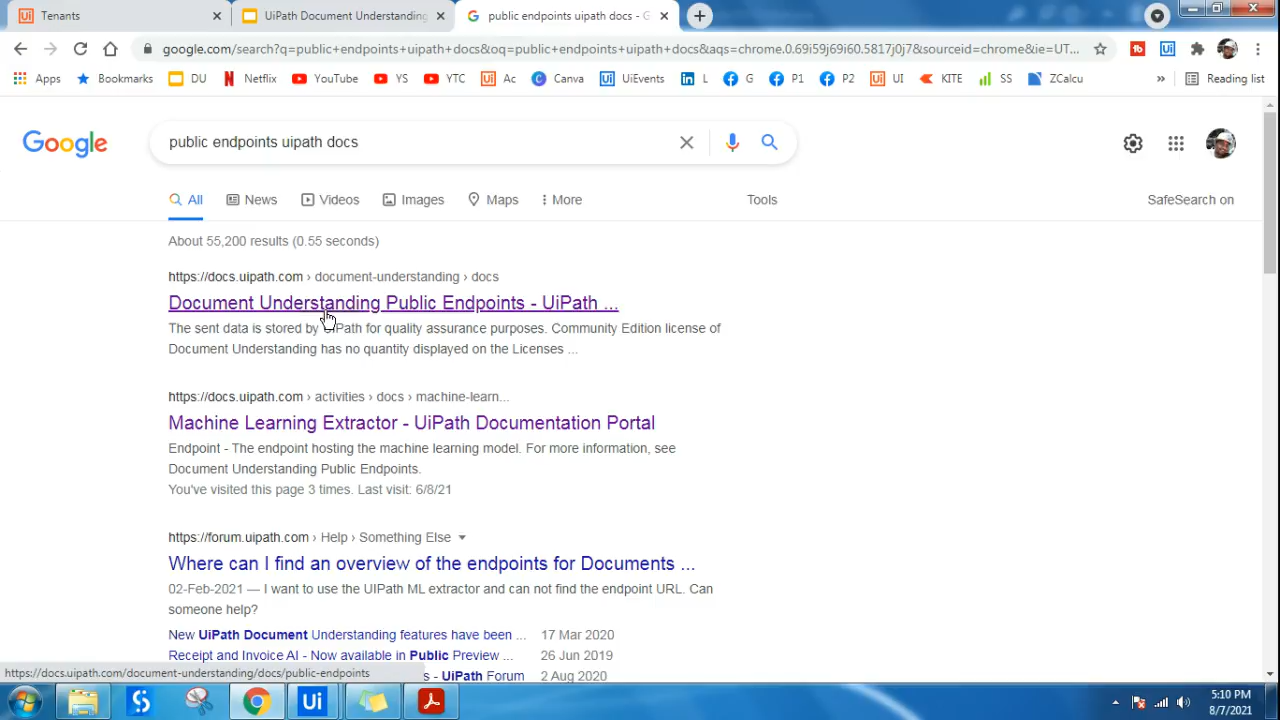 Tenants
UiPath Document Understanding
public endpoints uipath docs - G
google.com/search?q=public+endpoints+uipath+docs&oq=public+endpoints+uipath+docs&aqs=chrome.0.69i59j69i60.5817j0j7&sourceid=chrome&ie=UT...
Apps
Bookmarks
DU
Netflix
YouTube
YS
YTC
Ac
Canva
UiEvents
L
G
P1
P2
UI
KITE
SS
ZCalcu
»
Reading list
Google
public endpoints uipath docs
All
News
Videos
Images
Maps
More
Tools
SafeSearch on
About 55,200 results (0.55 seconds)
https://docs.uipath.com › document-understanding › docs
Document Understanding Public Endpoints - UiPath ...
The sent data is stored by UiPath for quality assurance purposes. Community Edition license of
Document Understanding has no quantity displayed on the Licenses ...
https://docs.uipath.com › activities › docs › machine-learn...
Machine Learning Extractor - UiPath Documentation Portal
Endpoint - The endpoint hosting the machine learning model. For more information, see
Document Understanding Public Endpoints.
You've visited this page 3 times. Last visit: 6/8/21
https://forum.uipath.com › Help › Something Else
Where can I find an overview of the endpoints for Documents ...
02-Feb-2021 — I want to use the UIPath ML extractor and can not find the endpoint URL. Can
someone help?
New UiPath Document Understanding features have been ... 17 Mar 2020
Receipt and Invoice AI - Now available in Public Preview ... 26 Jun 2019
s - UiPath Forum 2 Aug 2020
https://docs.uipath.com/document-understanding/docs/public-endpoints
Ui
5:10 PM
8/7/2021